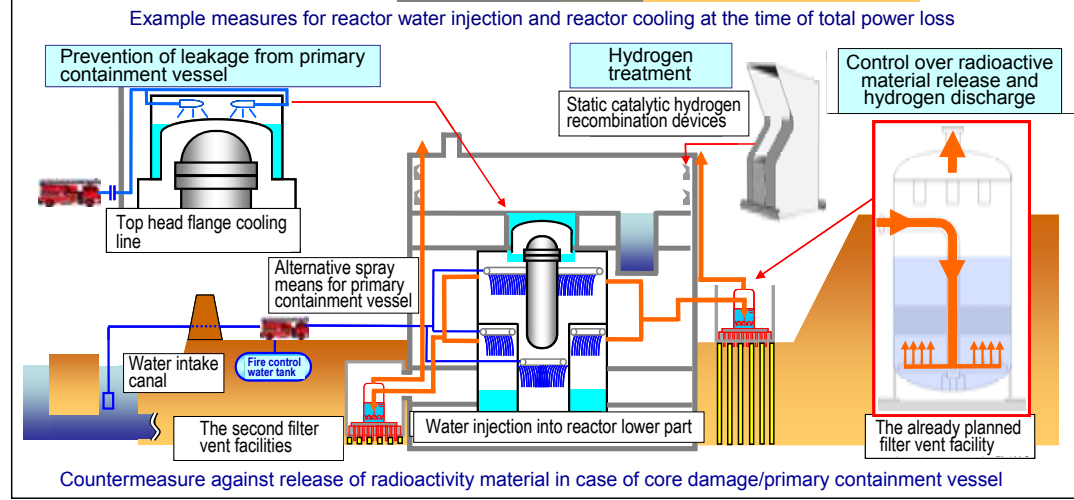 Example measures for reactor water injection and reactor cooling at the time of total power loss
Prevention of leakage from primary
containment vessel
Hydrogen
treatment
Control over radioactive
material release and
hydrogen discharge
Static catalytic hydrogen
recombination devices
Top head flange cooling
line
Alternative spray
means for primary
containment vessel
Fire control
water tank
Water intake
canal
The second filter
vent facilities
Water injection into reactor lower part
The already planned
filter vent facility
Countermeasure against release of radioactivity material in case of core damage/primary containment vessel